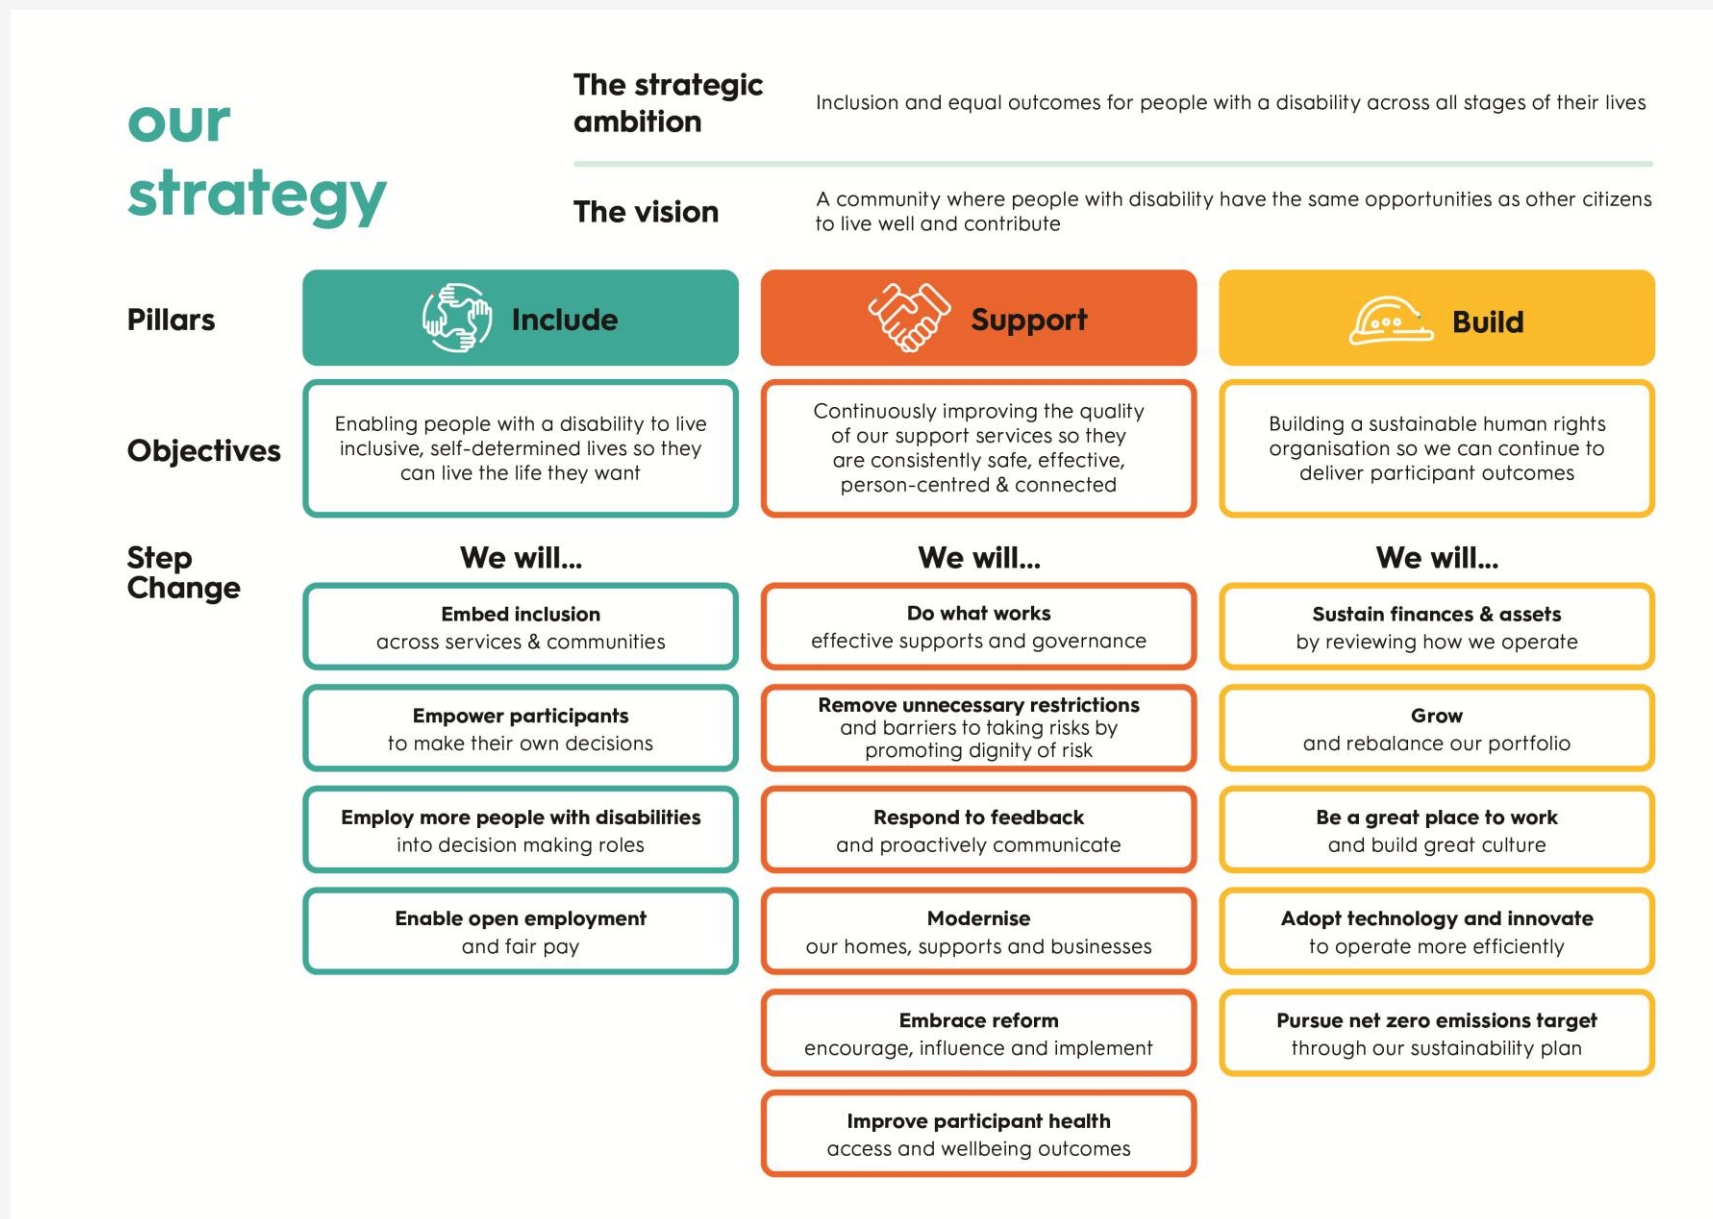 our
strategy
The strategic
ambition
Inclusion and equal outcomes for people with a disability across all stages of their lives
The vision
A community where people with disability have the same opportunities as other citizens
to live well and contribute
Pillars
Include
Support
Build
Objectives
Enabling people with a disability to live
inclusive, self-determined lives so they
can live the life they want
Continuously improving the quality
of our support services so they
are consistently safe, effective,
person-centred & connected
Building a sustainable human rights
organisation so we can continue to
deliver participant outcomes
Step
Change
We will...
Embed inclusion
across services & communities
Empower participants
to make their own decisions
Employ more people with disabilities
into decision making roles
Enable open employment
and fair pay
We will...
Do what works
effective supports and governance
Remove unnecessary restrictions
and barriers to taking risks by
promoting dignity of risk
Respond to feedback
and proactively communicate
Modernise
our homes, supports and businesses
Embrace reform
encourage, influence and implement
Improve participant health
access and wellbeing outcomes
We will...
Sustain finances & assets
by reviewing how we operate
Grow
and rebalance our portfolio
Be a great place to work
and build great culture
Adopt technology and innovate
to operate more efficiently
Pursue net zero emissions target
through our sustainability plan